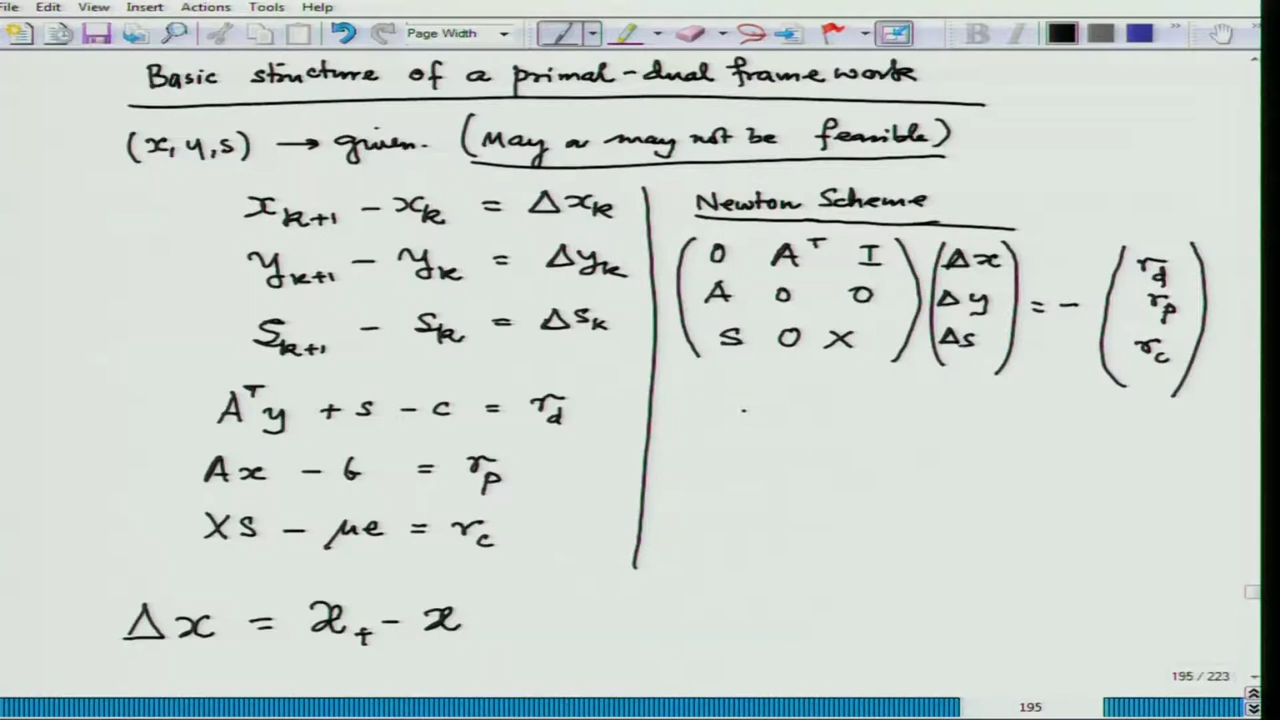 File Edit View Insert Actions Tools Help
Page Width
B I
Basic structure of a primal-dual framework
(x, y, s) → given. (May or may not be feasible)
x_{k+1} - x_k = Δx_k
y_{k+1} - y_k = Δy_k
s_{k+1} - s_k = Δs_k
A^T y + s - c = r_d
Ax - b = r_p
XS - μe = r_c
Δx = x_+ - x
Newton Scheme
( 0 A^T I ) ( Δx ) = - ( r_d )
( A 0 0 ) ( Δy ) ( r_p )
( S 0 X ) ( Δs ) ( r_c )
195 / 223
195